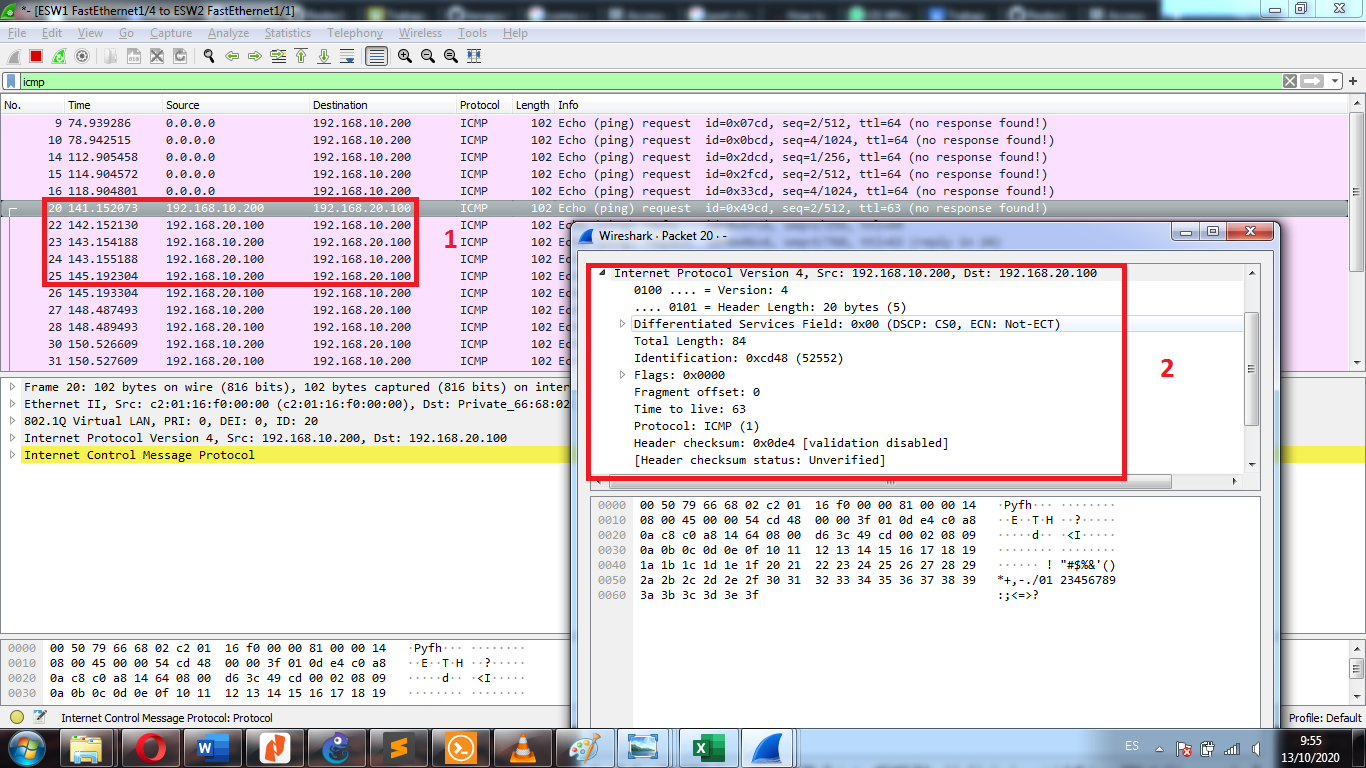 *- [ESW1 FastEthernet1/4 to ESW2 FastEthernet1/1]
File Edit View Go Capture Analyze Statistics Telephony Wireless Tools Help
icmp
No. Time Source Destination Protocol Length Info
9 74.939286 0.0.0.0 192.168.10.200 ICMP 102 Echo (ping) request id=0x07cd, seq=2/512, ttl=64 (no response found!)
10 78.942515 0.0.0.0 192.168.10.200 ICMP 102 Echo (ping) request id=0x0bcd, seq=4/1024, ttl=64 (no response found!)
14 112.905458 0.0.0.0 192.168.10.200 ICMP 102 Echo (ping) request id=0x2dcd, seq=1/256, ttl=64 (no response found!)
15 114.904572 0.0.0.0 192.168.10.200 ICMP 102 Echo (ping) request id=0x2fcd, seq=2/512, ttl=64 (no response found!)
16 118.904801 0.0.0.0 192.168.10.200 ICMP 102 Echo (ping) request id=0x33cd, seq=4/1024, ttl=64 (no response found!)
20 141.152073 192.168.10.200 192.168.20.100 ICMP 102 Echo (ping) request id=0x49cd, seq=2/512, ttl=63 (no response found!)
22 142.152130 192.168.20.100 192.168.10.200 ICMP 102 Echo
23 143.154188 192.168.10.200 192.168.20.100 ICMP 102 Echo
24 143.155188 192.168.20.100 192.168.10.200 ICMP 102 Echo
25 145.192304 192.168.10.200 192.168.20.100 ICMP 102 Echo
26 145.193304 192.168.20.100 192.168.10.200 ICMP 102 Echo
27 148.487493 192.168.20.100 192.168.10.200 ICMP 102 Echo
28 148.489493 192.168.10.200 192.168.20.100 ICMP 102 Echo
30 150.526609 192.168.20.100 192.168.10.200 ICMP 102 Echo
31 150.527609 192.168.10.200 192.168.20.100 ICMP 102 Echo
1
Frame 20: 102 bytes on wire (816 bits), 102 bytes captured (816 bits) on inter
Ethernet II, Src: c2:01:16:f0:00:00 (c2:01:16:f0:00:00), Dst: Private_66:68:02
802.1Q Virtual LAN, PRI: 0, DEI: 0, ID: 20
Internet Protocol Version 4, Src: 192.168.10.200, Dst: 192.168.20.100
Internet Control Message Protocol
0000 00 50 79 66 68 02 c2 01 16 f0 00 00 81 00 00 14 ·Pyfh··· ········
0010 08 00 45 00 00 54 cd 48 00 00 3f 01 0d e4 c0 a8 ··E··T·H ··?·····
0020 0a c8 c0 a8 14 64 08 00 d6 3c 49 cd 00 02 08 09 ·····d·· ·<I·····
0030 0a 0b 0c 0d 0e 0f 10 11 12 13 14 15 16 17 18 19 ········ ········
Wireshark · Packet 20 · -
Internet Protocol Version 4, Src: 192.168.10.200, Dst: 192.168.20.100
0100 .... = Version: 4
.... 0101 = Header Length: 20 bytes (5)
Differentiated Services Field: 0x00 (DSCP: CS0, ECN: Not-ECT)
Total Length: 84
Identification: 0xcd48 (52552)
Flags: 0x0000
Fragment offset: 0
Time to live: 63
Protocol: ICMP (1)
Header checksum: 0x0de4 [validation disabled]
[Header checksum status: Unverified]
2
0000 00 50 79 66 68 02 c2 01 16 f0 00 00 81 00 00 14 ·Pyfh··· ········
0010 08 00 45 00 00 54 cd 48 00 00 3f 01 0d e4 c0 a8 ··E··T·H ··?·····
0020 0a c8 c0 a8 14 64 08 00 d6 3c 49 cd 00 02 08 09 ·····d·· ·<I·····
0030 0a 0b 0c 0d 0e 0f 10 11 12 13 14 15 16 17 18 19 ········ ········
0040 1a 1b 1c 1d 1e 1f 20 21 22 23 24 25 26 27 28 29 ······ ! "#$%&'()
0050 2a 2b 2c 2d 2e 2f 30 31 32 33 34 35 36 37 38 39 *+,-./01 23456789
0060 3a 3b 3c 3d 3e 3f :;<=>?
Internet Control Message Protocol: Protocol
Profile: Default
ES
9:55
13/10/2020